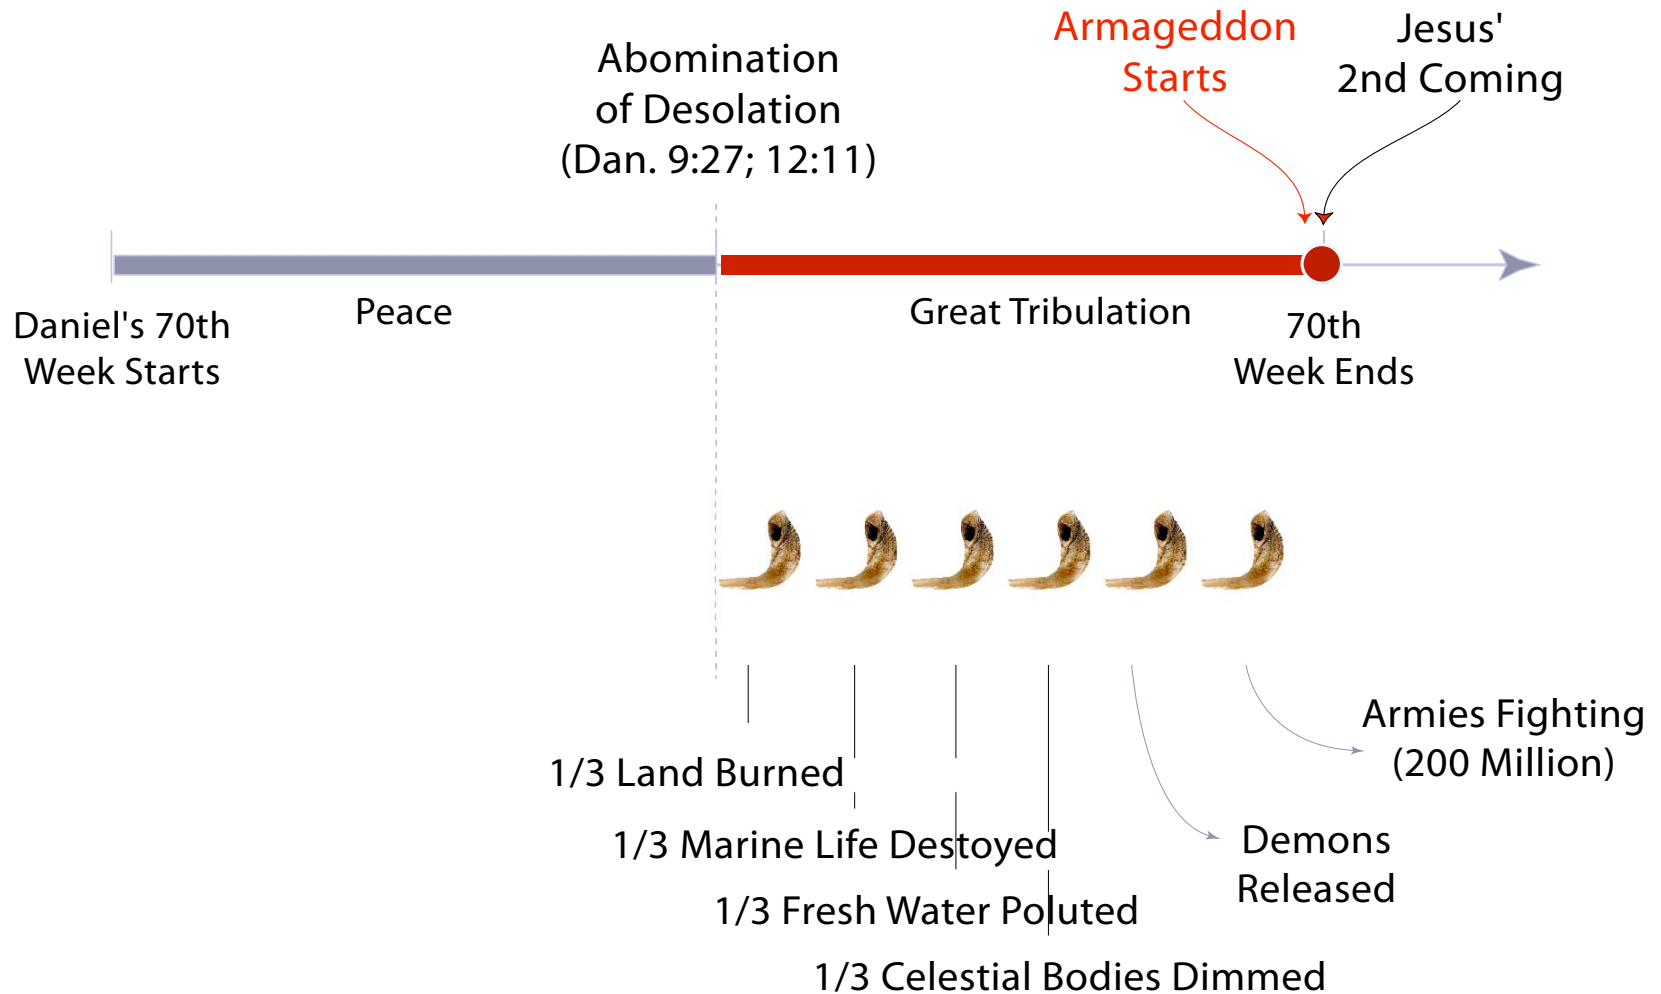 Armageddon
Starts
Jesus'
2nd Coming
Abomination
of Desolation
(Dan. 9:27; 12:11)
Daniel's 70th
Week Starts
Peace
Great Tribulation
70th
Week Ends
1/3 Land Burned
1/3 Marine Life Destoyed
1/3 Fresh Water Poluted
1/3 Celestial Bodies Dimmed
Demons
Released
Armies Fighting
(200 Million)